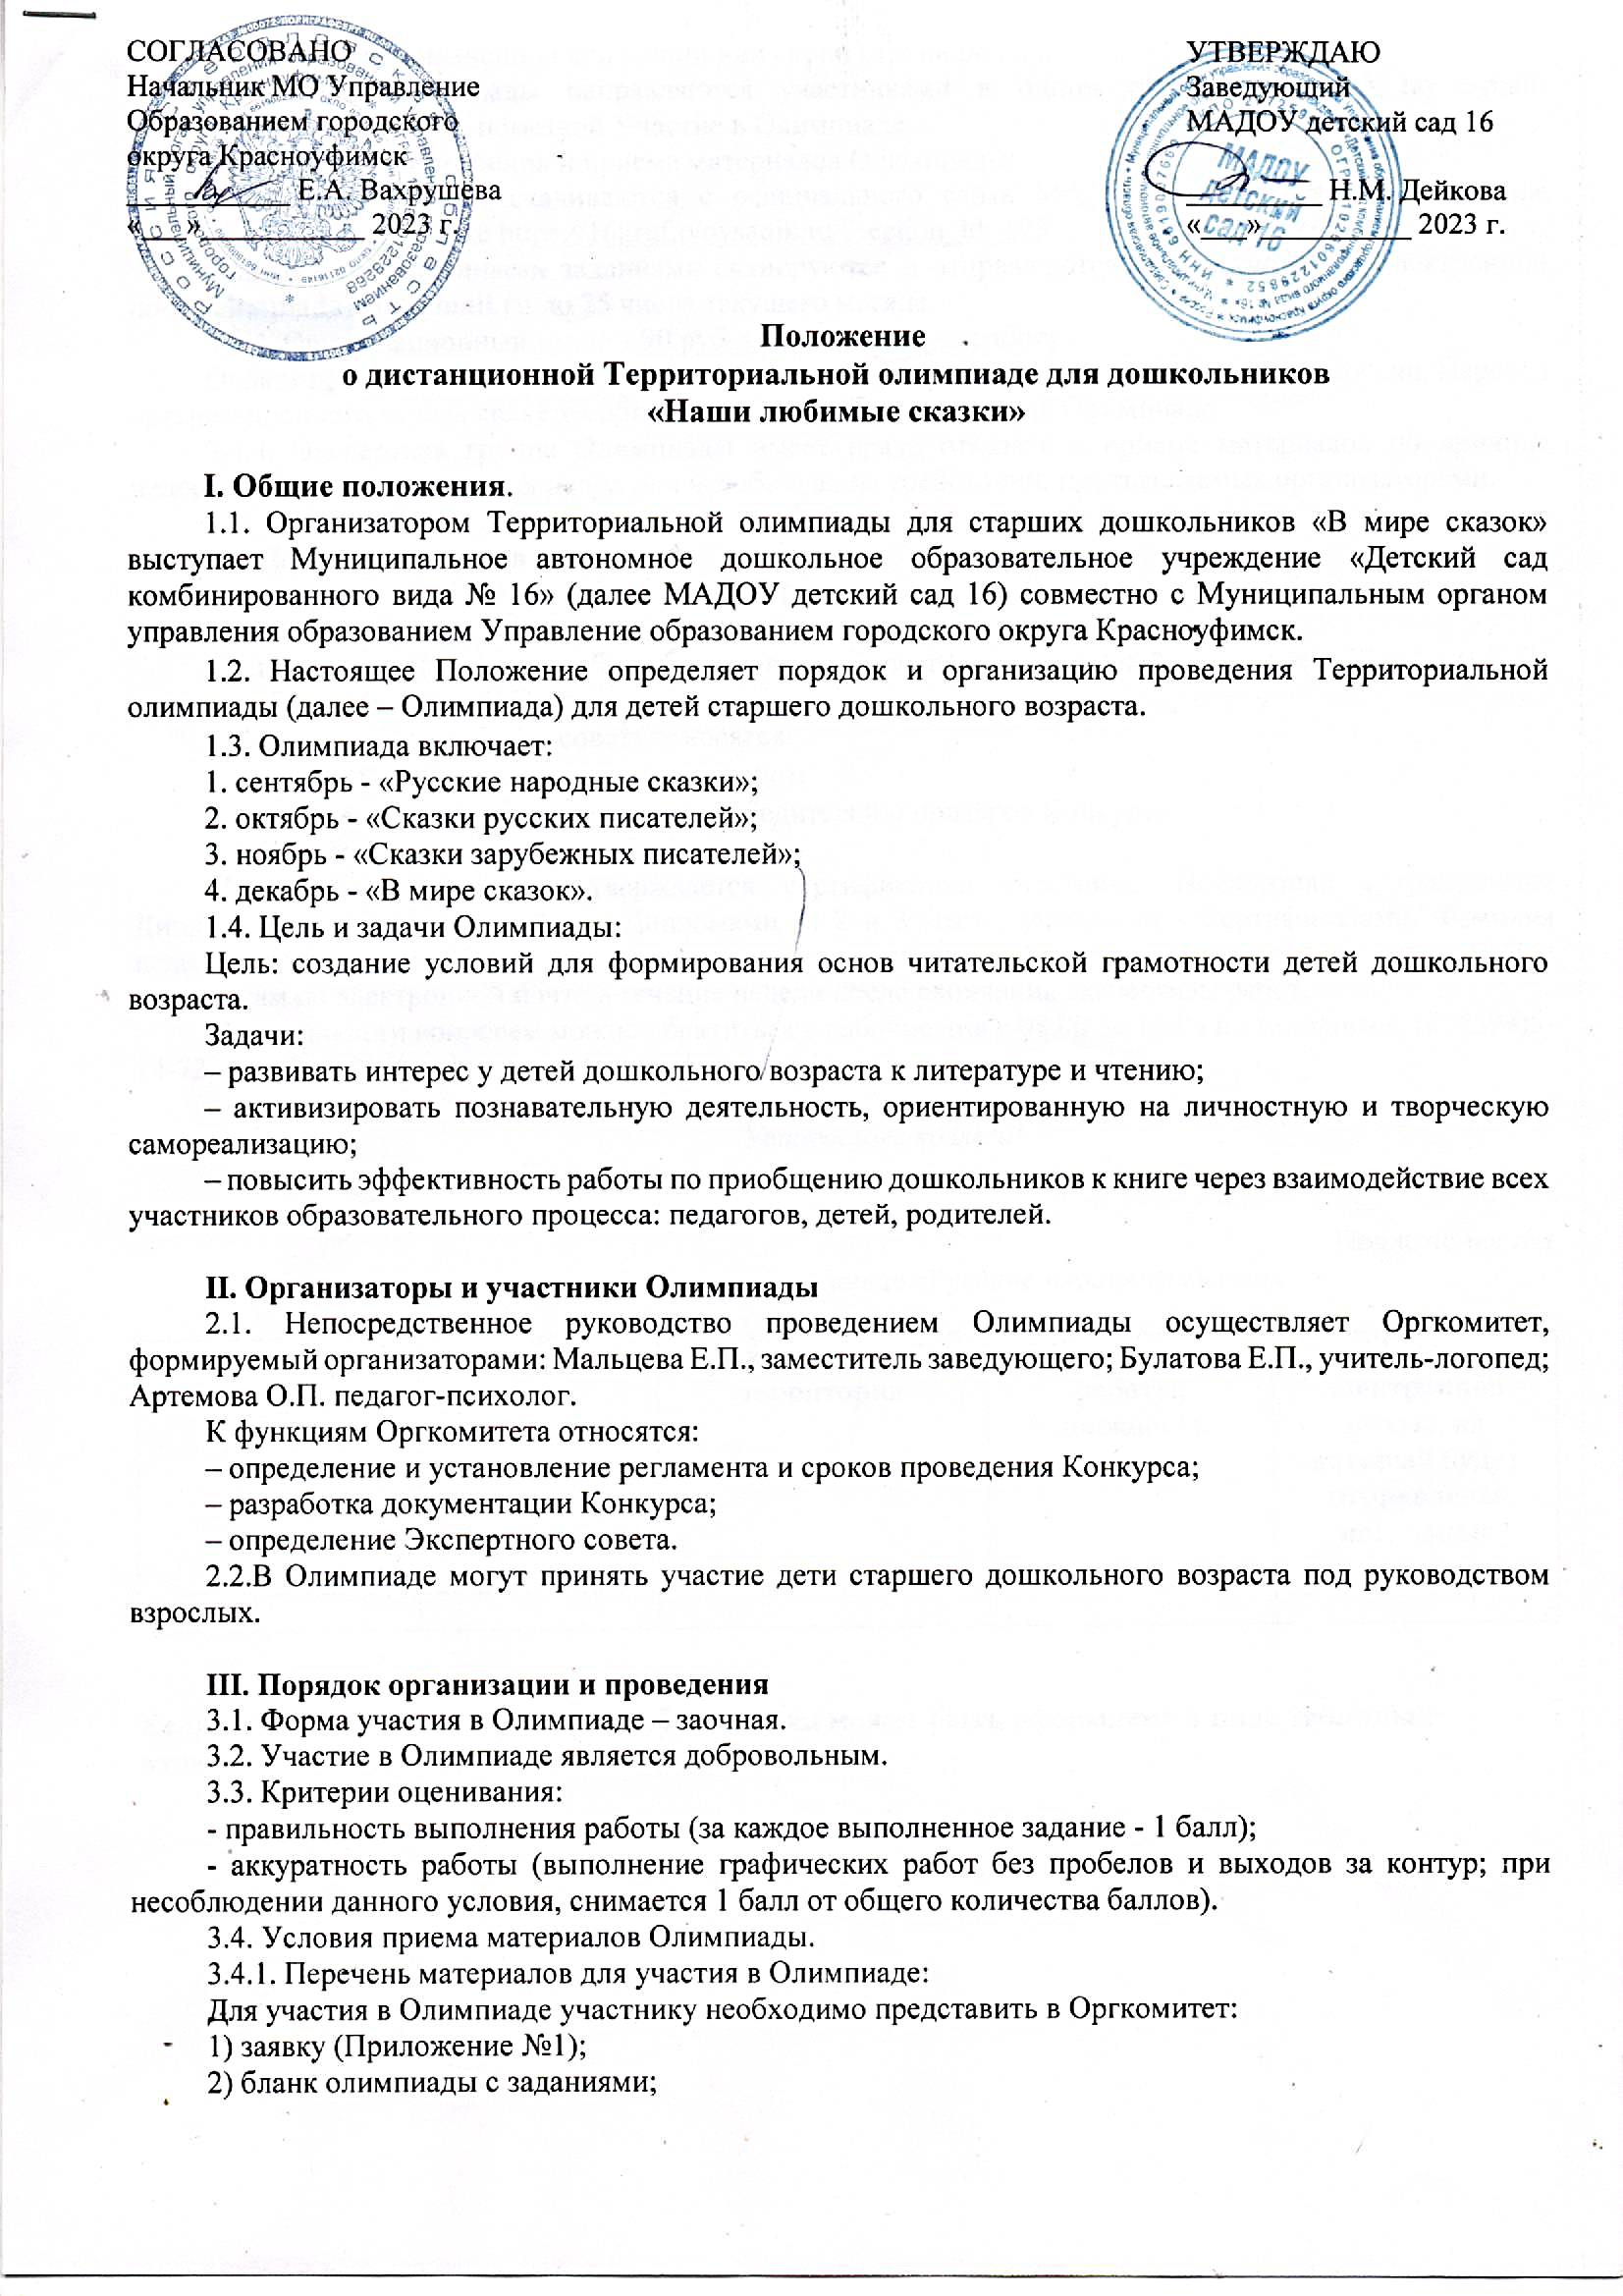 СОГЛАСОВАНО
Начальник МО Управление
Образованием городского
округа Красноуфимск
Е.А. Вахрушева
«___»___________ 2023 г.
УТВЕРЖДАЮ
Заведующий
МАДОУ детский сад 16
Н.М. Дейкова
«___»___________ 2023 г.
МАДОУ
детский
сад 16
Положение
о дистанционной Территориальной олимпиаде для дошкольников
«Наши любимые сказки»
I. Общие положения.
1.1. Организатором Территориальной олимпиады для старших дошкольников «В мире сказок»
выступает Муниципальное автономное дошкольное образовательное учреждение «Детский сад
комбинированного вида № 16» (далее МАДОУ детский сад 16) совместно с Муниципальным органом
управления образованием Управление образованием городского округа Красноуфимск.
1.2. Настоящее Положение определяет порядок и организацию проведения Территориальной
олимпиады (далее – Олимпиада) для детей старшего дошкольного возраста.
1.3. Олимпиада включает:
1. сентябрь - «Русские народные сказки»;
2. октябрь - «Сказки русских писателей»;
3. ноябрь - «Сказки зарубежных писателей»;
4. декабрь - «В мире сказок».
1.4. Цель и задачи Олимпиады:
Цель: создание условий для формирования основ читательской грамотности детей дошкольного
возраста.
Задачи:
– развивать интерес у детей дошкольного возраста к литературе и чтению;
– активизировать познавательную деятельность, ориентированную на личностную и творческую
самореализацию;
– повысить эффективность работы по приобщению дошкольников к книге через взаимодействие всех
участников образовательного процесса: педагогов, детей, родителей.
II. Организаторы и участники Олимпиады
2.1. Непосредственное руководство проведением Олимпиады осуществляет Оргкомитет,
формируемый организаторами: Мальцева Е.П., заместитель заведующего; Булатова Е.П., учитель-логопед;
Артемова О.П. педагог-психолог.
К функциям Оргкомитета относятся:
– определение и установление регламента и сроков проведения Конкурса;
– разработка документации Конкурса;
– определение Экспертного совета.
2.2.В Олимпиаде могут принять участие дети старшего дошкольного возраста под руководством
взрослых.
III. Порядок организации и проведения
3.1. Форма участия в Олимпиаде – заочная.
3.2. Участие в Олимпиаде является добровольным.
3.3. Критерии оценивания:
- правильность выполнения работы (за каждое выполненное задание - 1 балл);
- аккуратность работы (выполнение графических работ без пробелов и выходов за контур; при
несоблюдении данного условия, снимается 1 балл от общего количества баллов).
3.4. Условия приема материалов Олимпиады.
3.4.1. Перечень материалов для участия в Олимпиаде:
Для участия в Олимпиаде участнику необходимо представить в Оргкомитет:
1) заявку (Приложение №1);
2) бланк олимпиады с заданиями;